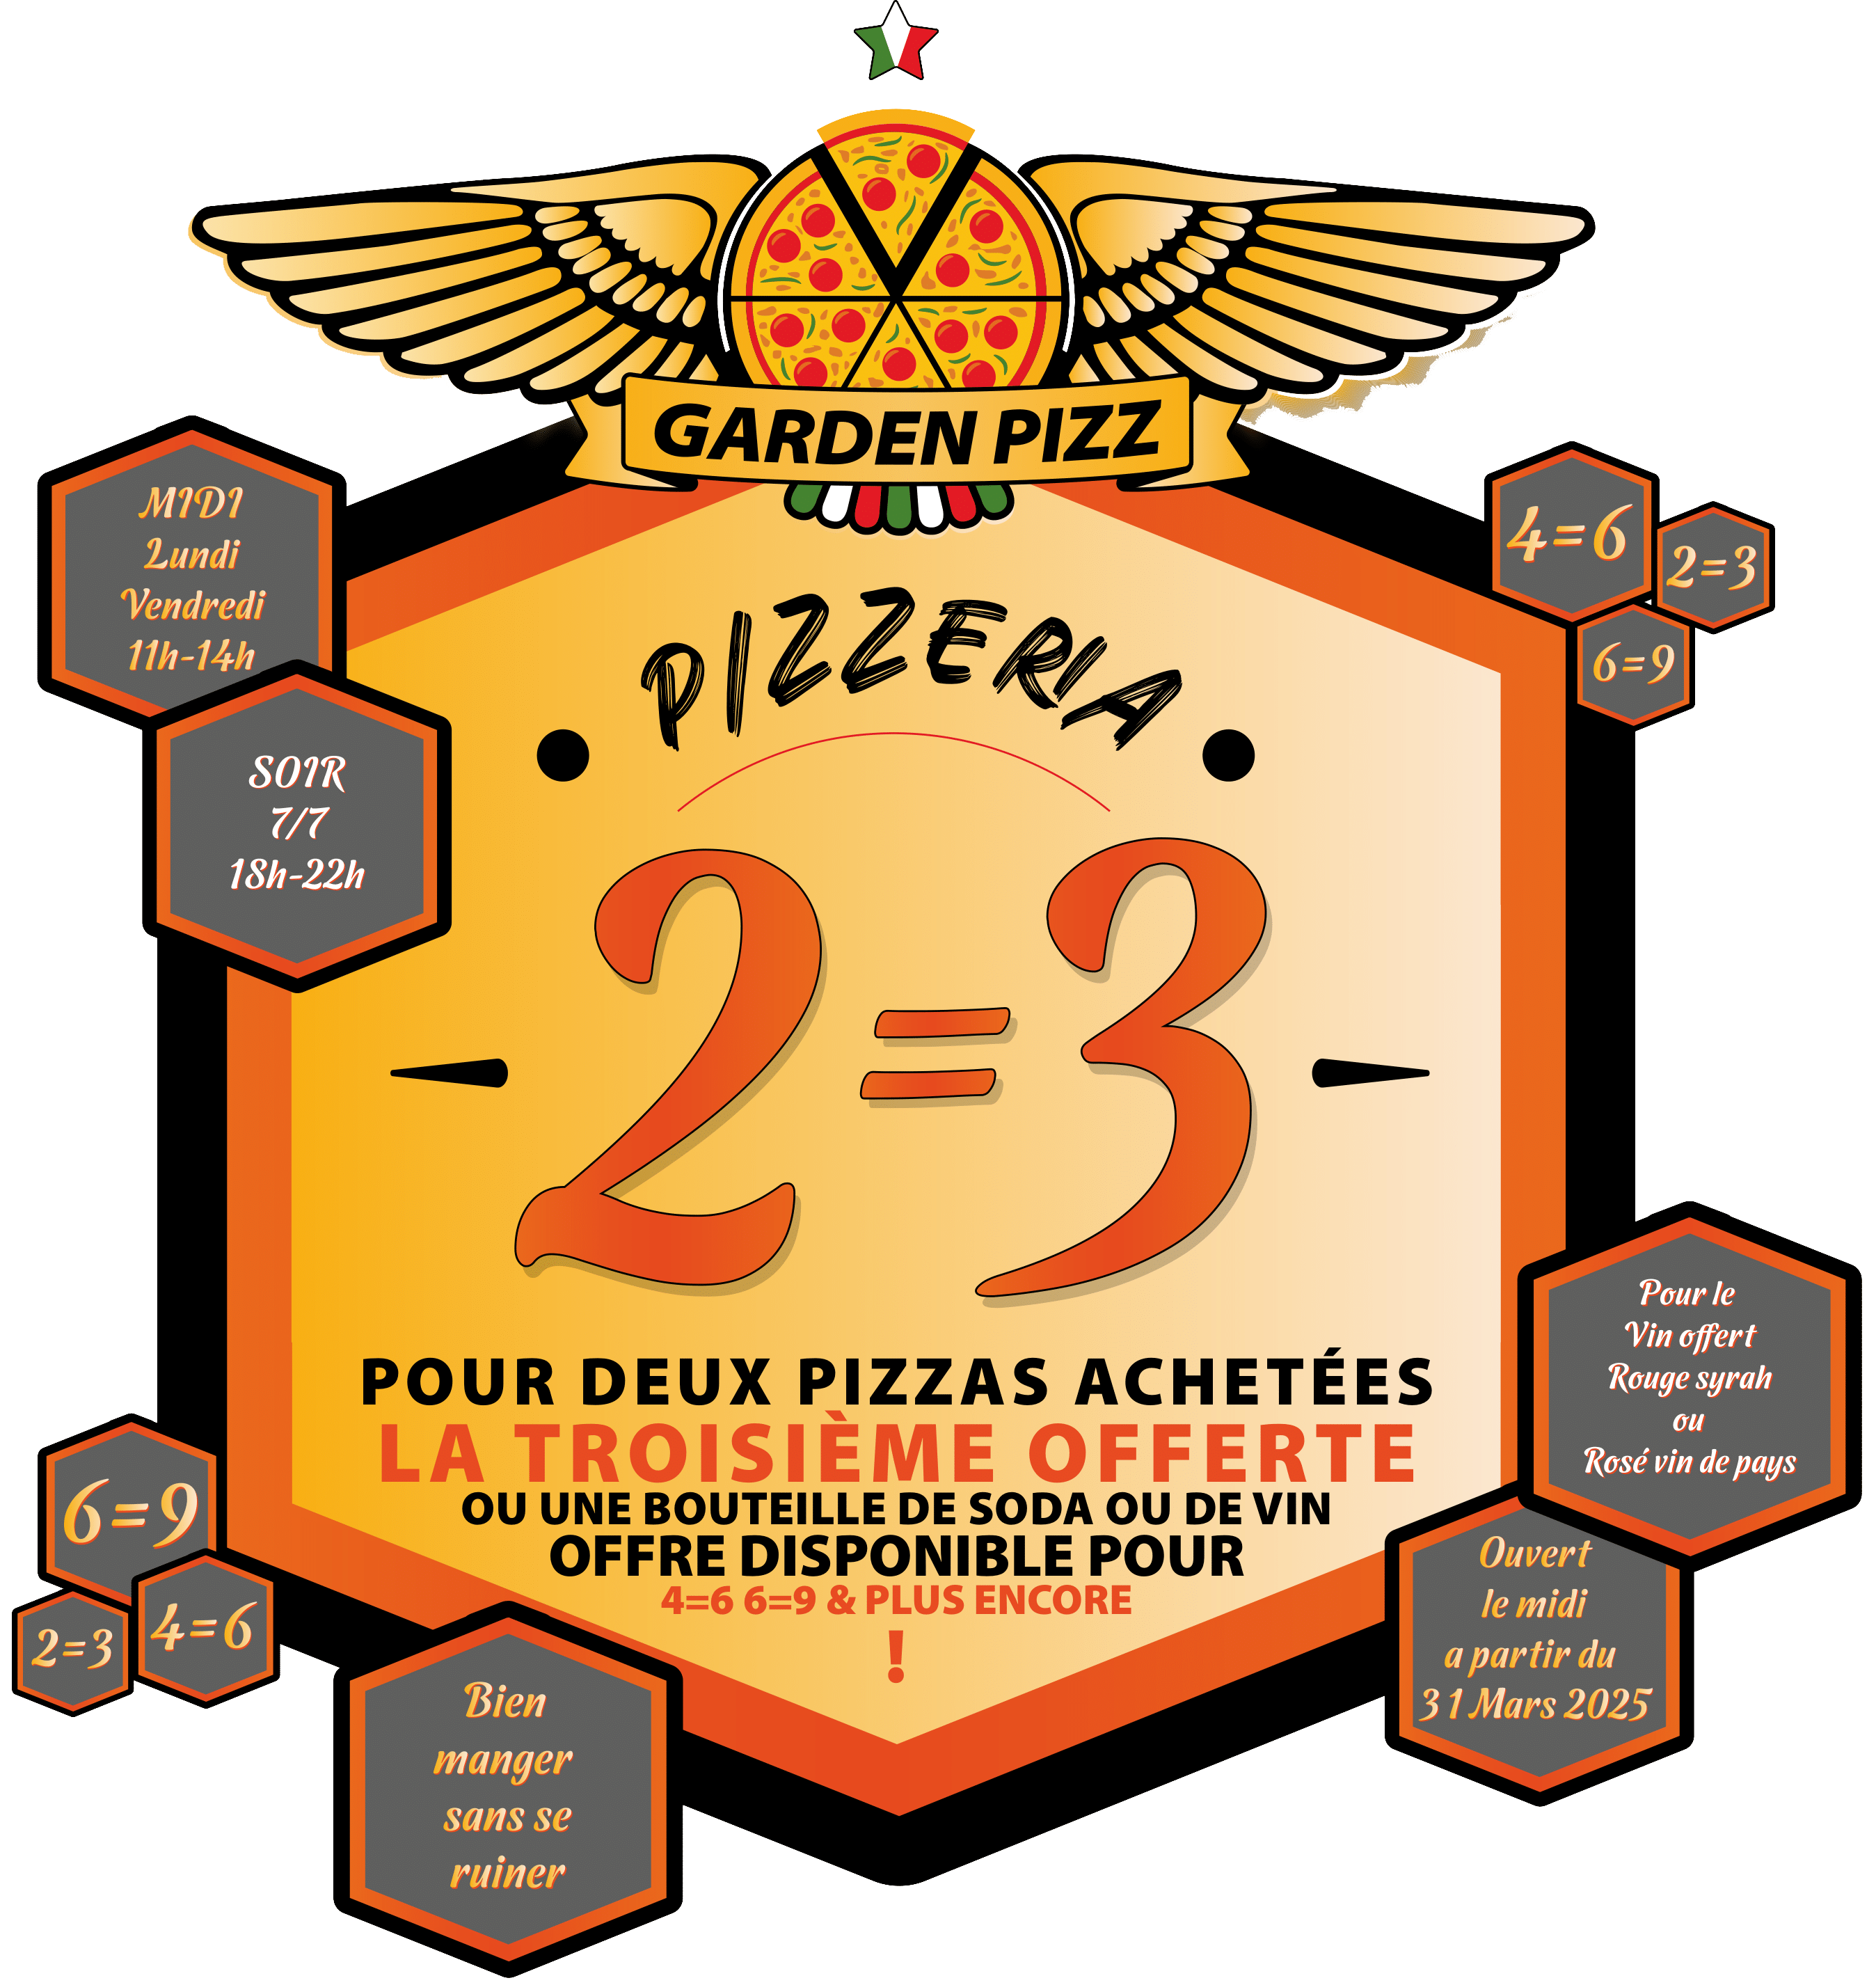 GARDEN PIZZ
MIDI
Lundi
Vendredi
11h-14h
SOIR
7/7
18h-22h
4=6
2=3
6=9
PIZZERIA
2=3
POUR DEUX PIZZAS ACHETÉES
LA TROISIÈME OFFERTE
OU UNE BOUTEILLE DE SODA OU DE VIN
OFFRE DISPONIBLE POUR
4=6 6=9 & PLUS ENCORE
!
Pour le
Vin offert
Rouge syrah
ou
Rosé vin de pays
Ouvert
le midi
a partir du
31 Mars 2025
6=9
4=6
2=3
Bien
manger
sans se
ruiner